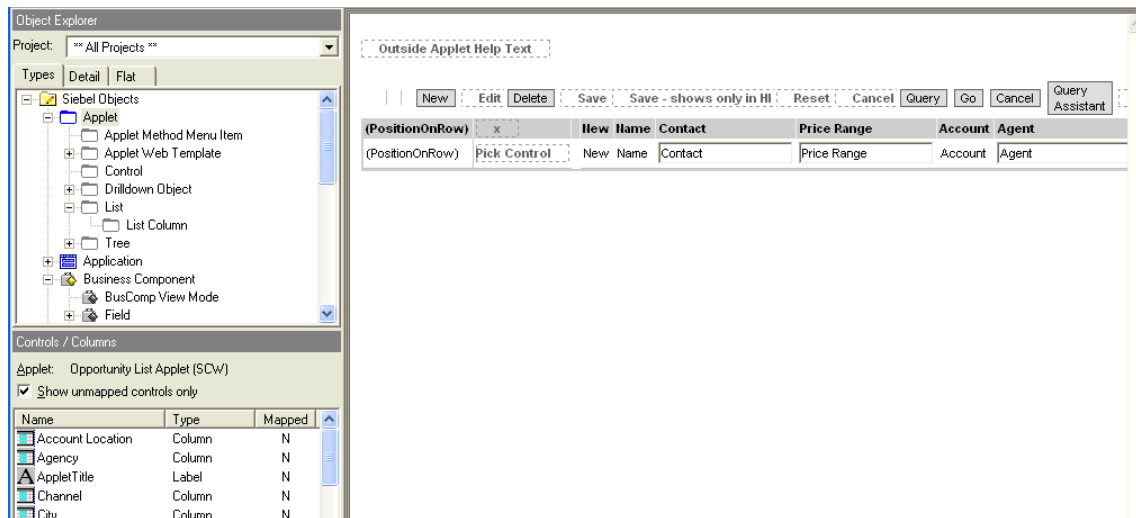 Object Explorer
Project: ** All Projects **
Types Detail Flat
Siebel Objects
Applet
Applet Method Menu Item
Applet Web Template
Control
Drilldown Object
List
List Column
Tree
Application
Business Component
BusComp View Mode
Field
Controls / Columns
Applet: Opportunity List Applet (SCW)
Show unmapped controls only
Name Type Mapped
Account Location Column N
Agency Column N
A AppletTitle Label N
Channel Column N
City Column N
Outside Applet Help Text
New Edit Delete Save Save - shows only in HI Reset Cancel Query Go Cancel Query Assistant
(PositionOnRow) x New Name Contact Price Range Account Agent
(PositionOnRow) Pick Control New Name Contact Price Range Account Agent